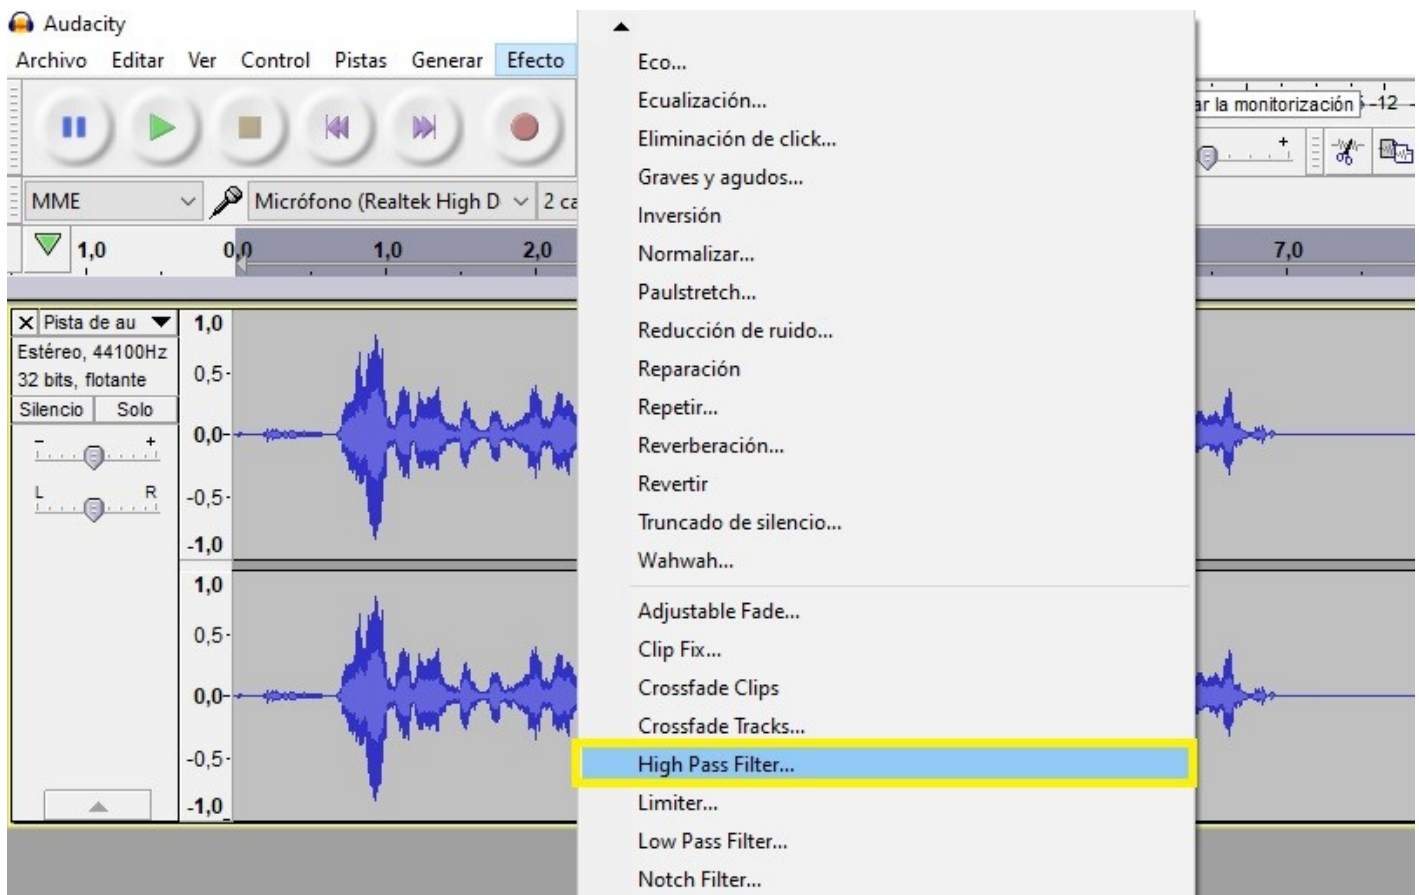 Audacity
Archivo Editar Ver Control Pistas Generar Efecto
MME Micrófono (Realtek High D 2 ca
1,0 0,0 1,0 2,0
Pista de au
Estéreo, 44100Hz
32 bits, flotante
Silencio Solo
- +
L R
1,0
0,5-
0,0-
-0,5-
-1,0
1,0
0,5-
0,0-
-0,5-
-1,0
Eco...
Ecualización...
Eliminación de click...
Graves y agudos...
Inversión
Normalizar...
Paulstretch...
Reducción de ruido...
Reparación
Repetir...
Reverberación...
Revertir
Truncado de silencio...
Wahwah...
Adjustable Fade...
Clip Fix...
Crossfade Clips
Crossfade Tracks...
High Pass Filter...
Limiter...
Low Pass Filter...
Notch Filter...
ar la monitorización -12 -
+
7,0